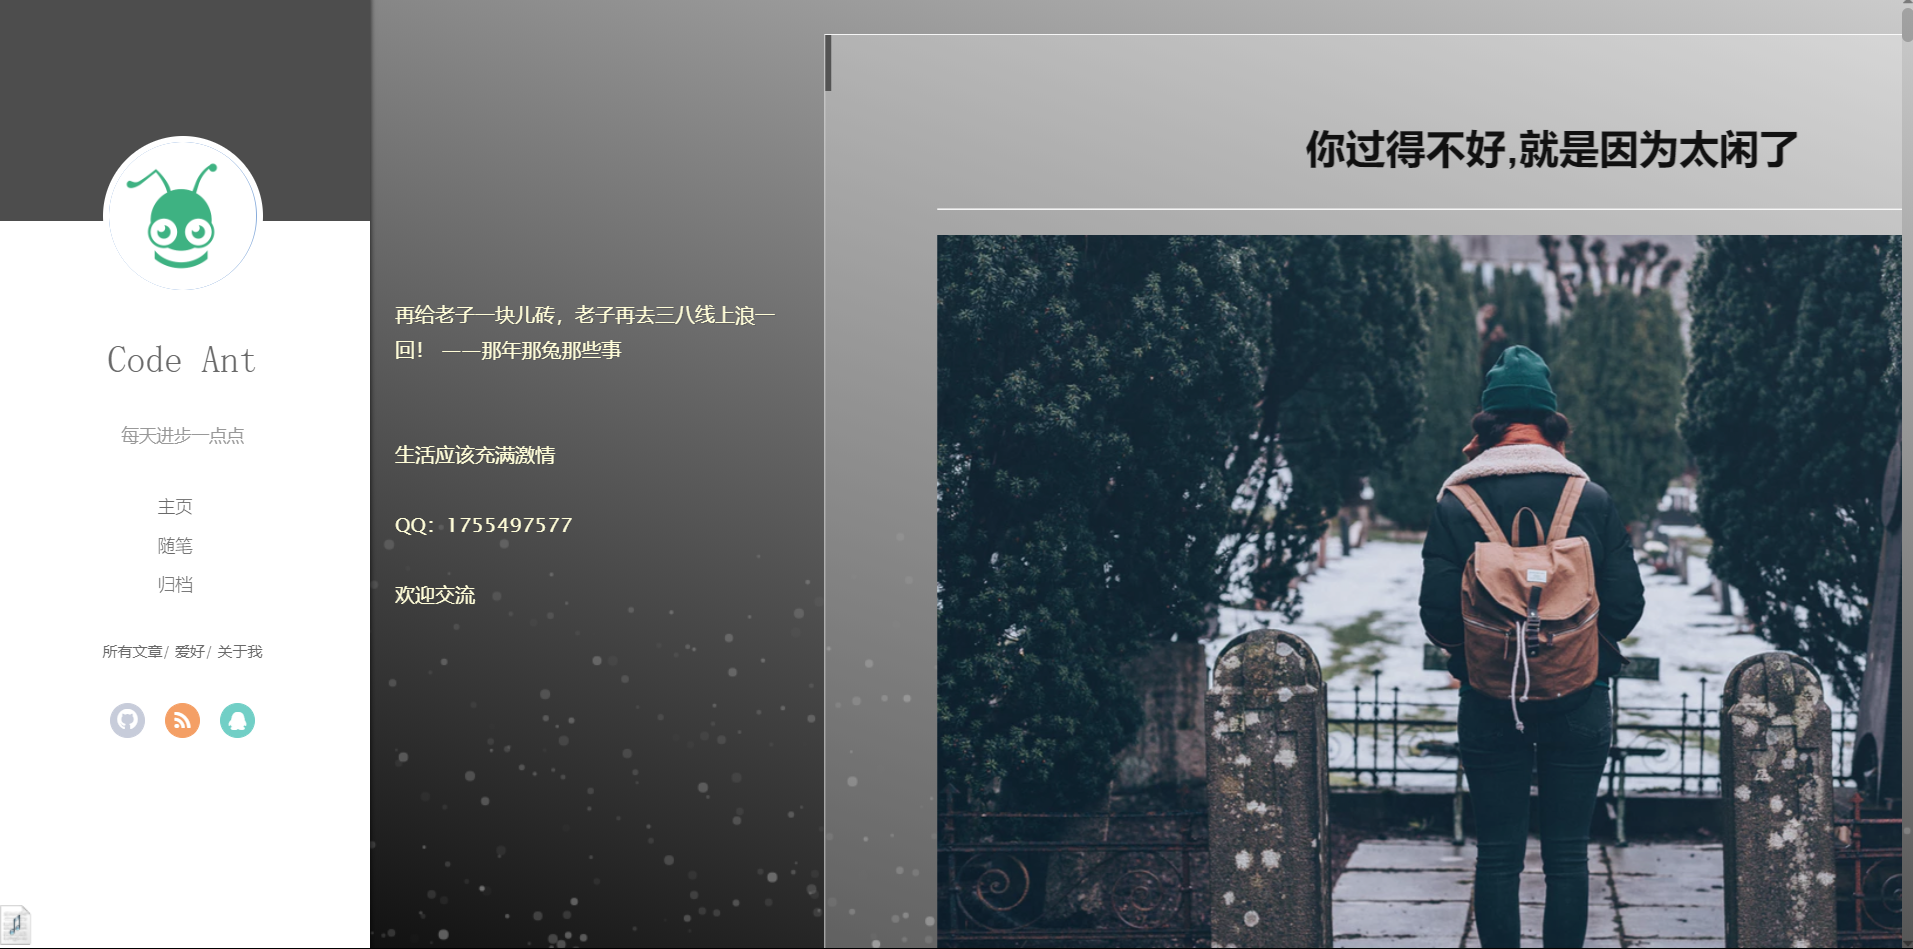 Code Ant
每天进步一点点
主页
随笔
归档
所有文章/ 爱好/ 关于我
再给老子一块儿砖，老子再去三八线上浪一
回！ ——那年那兔那些事
生活应该充满激情
QQ：1755497577
欢迎交流
你过得不好,就是因为太闲了